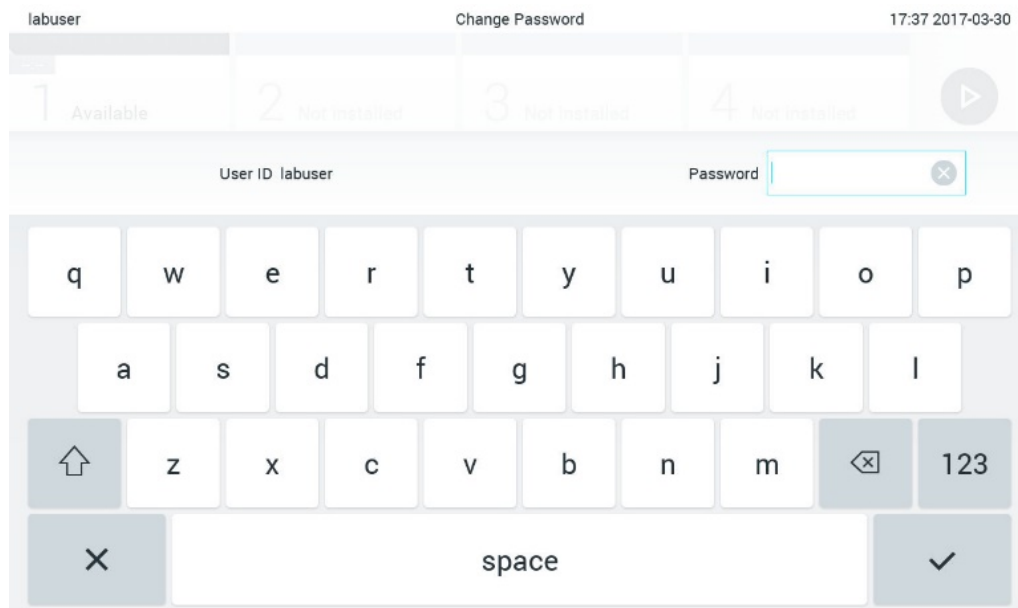 labuser Change Password 17:37 2017-03-30
1 Available 2 Not Installed 3 Not Installed 4 Not Installed
User ID labuser Password
q w e r t y u i o p
a s d f g h j k l
z x c v b n m 123
space